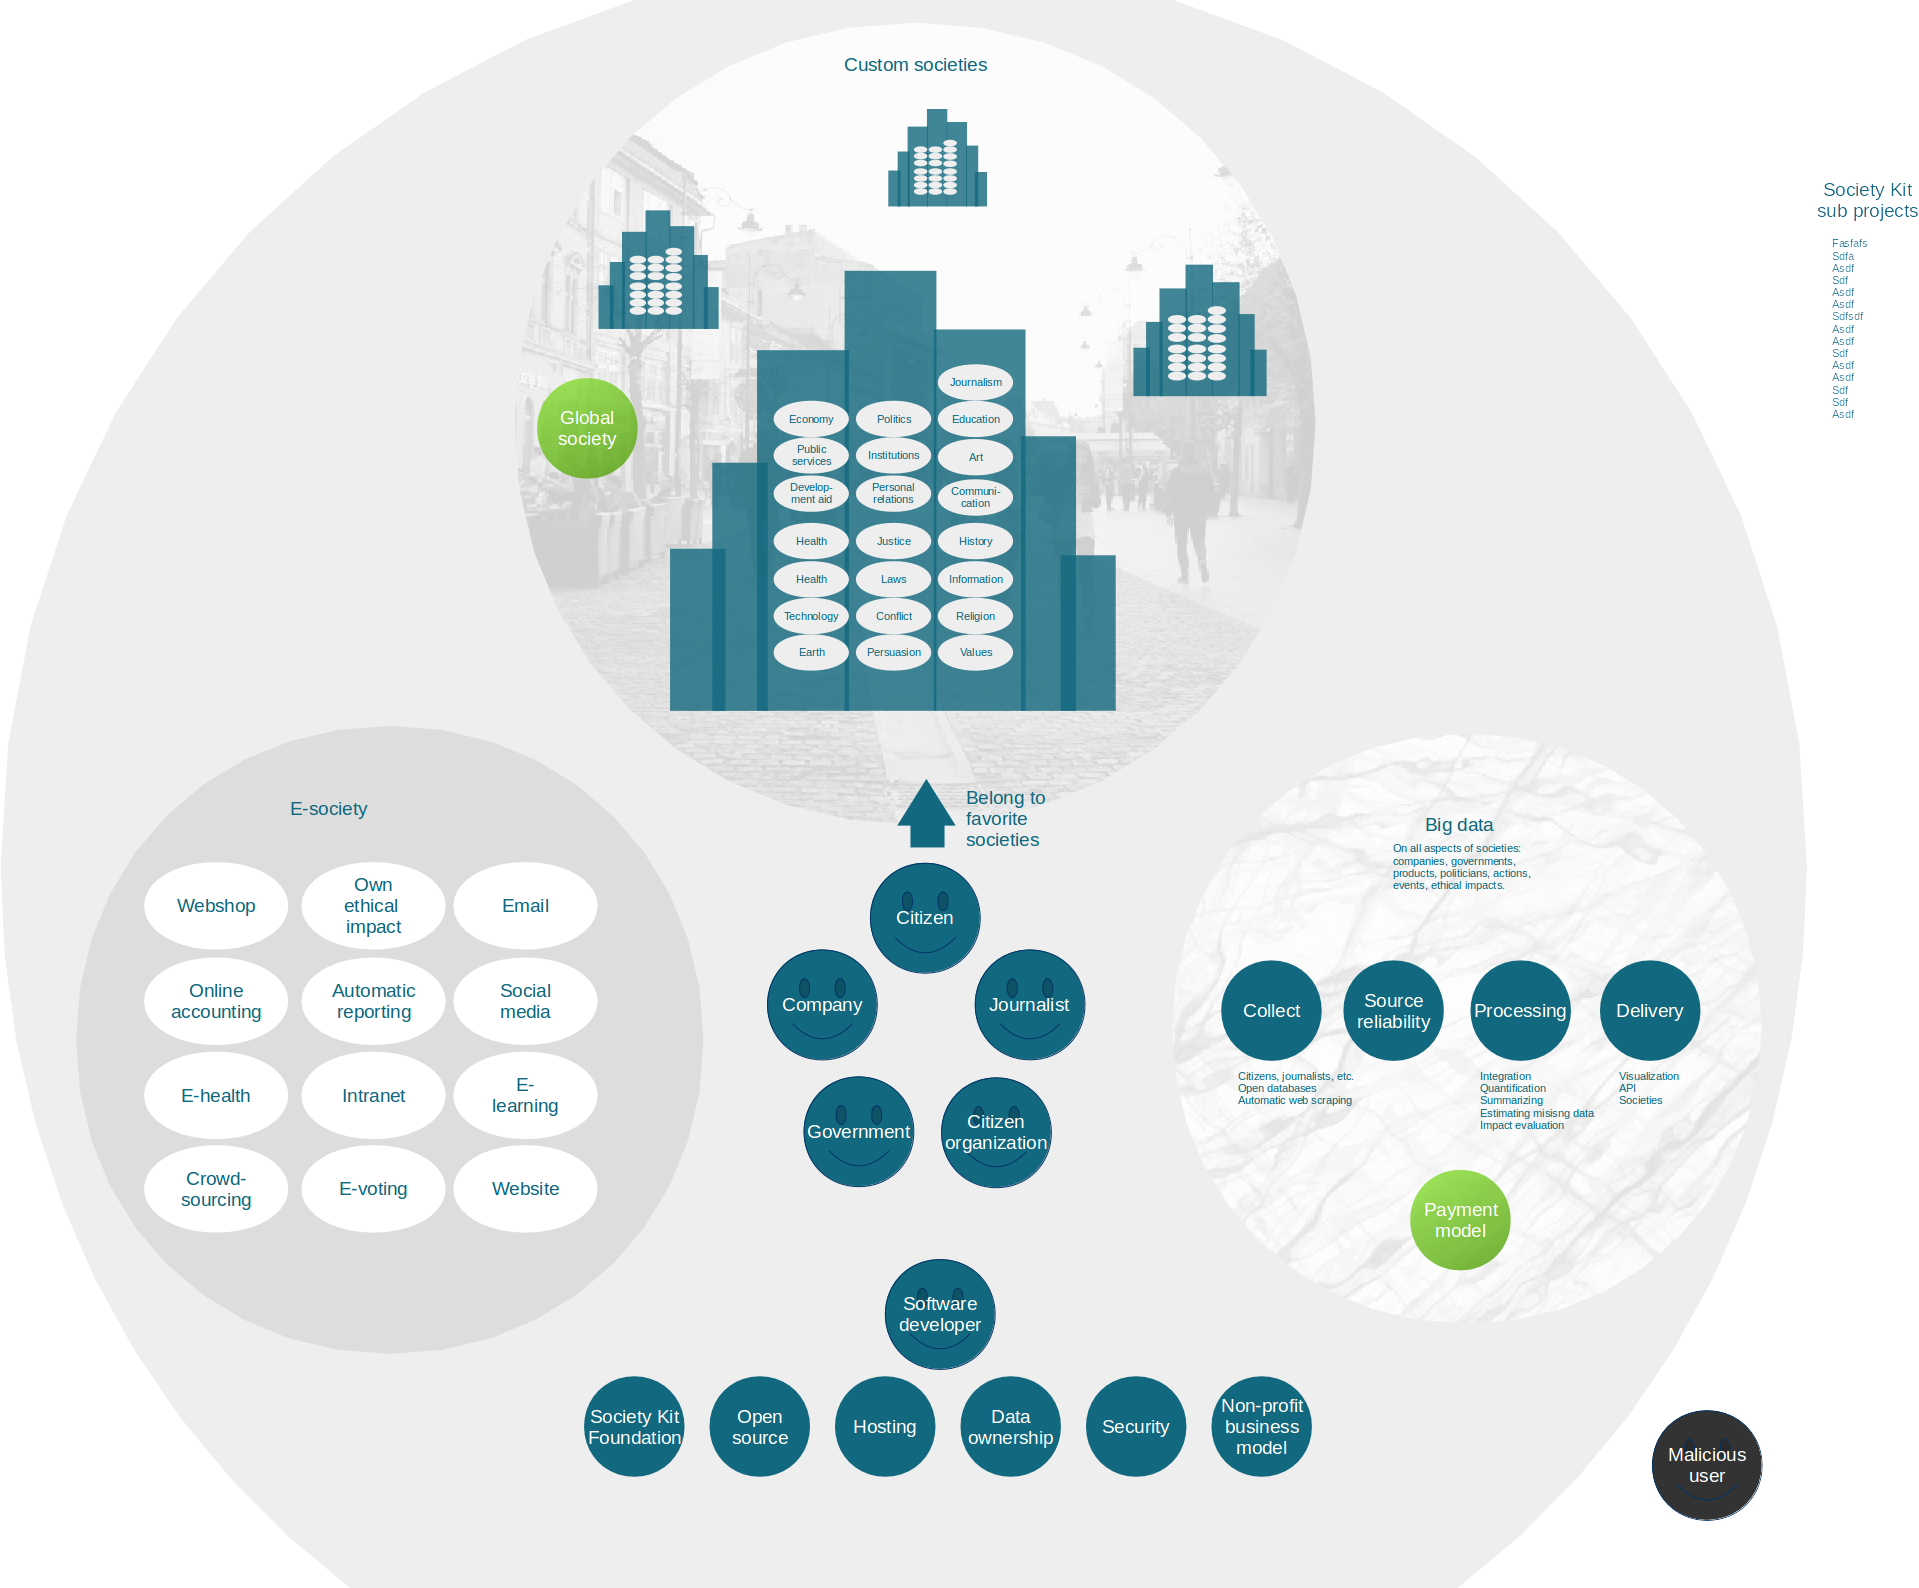 Custom societies
Society Kit
sub projects
Fasfafs
Sdfa
Asdf
Sdf
Asdf
Asdf
Sdfsdf
Asdf
Asdf
Sdf
Asdf
Asdf
Sdf
Sdf
Asdf
Global
society
Journalism
Economy
Politics
Education
Public
services
Institutions
Art
Develop-
ment aid
Personal
relations
Communi-
cation
Health
Justice
History
Health
Laws
Information
Technology
Conflict
Religion
Earth
Persuasion
Values
Belong to
favorite
societies
E-society
Webshop
Own
ethical
impact
Email
Online
accounting
Automatic
reporting
Social
media
E-health
Intranet
E-
learning
Crowd-
sourcing
E-voting
Website
Citizen
Company
Journalist
Government
Citizen
organization
Big data
On all aspects of societies:
companies, governments,
products, politicians, actions,
events, ethical impacts.
Collect
Source
reliability
Processing
Delivery
Citizens, journalists, etc.
Open databases
Automatic web scraping
Integration
Quantification
Summarizing
Estimating misisng data
Impact evaluation
Visualization
API
Societies
Payment
model
Software
developer
Society Kit
Foundation
Open
source
Hosting
Data
ownership
Security
Non-profit
business
model
Malicious
user